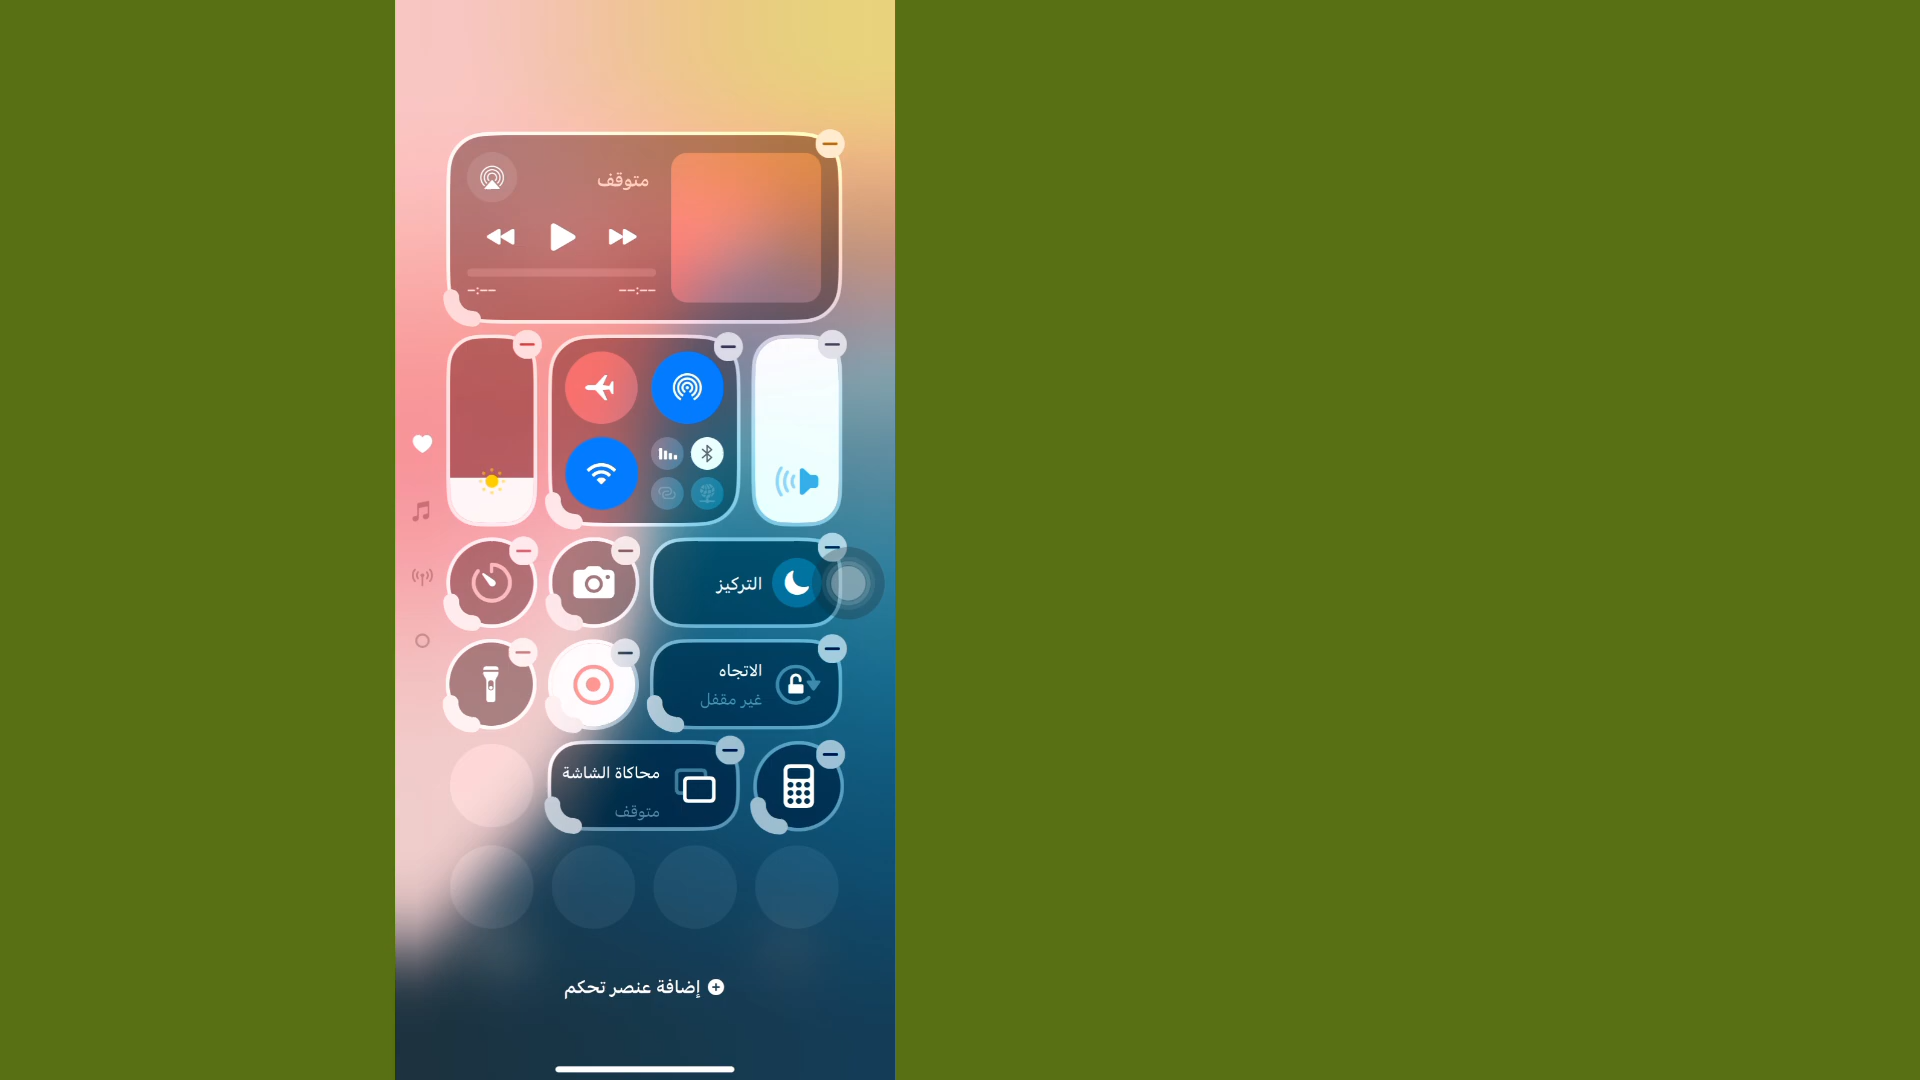 متوقف
--:--
-:--
التركيز
الاتجاه
غير مقفل
محاكاة الشاشة
متوقف
إضافة عنصر تحكم